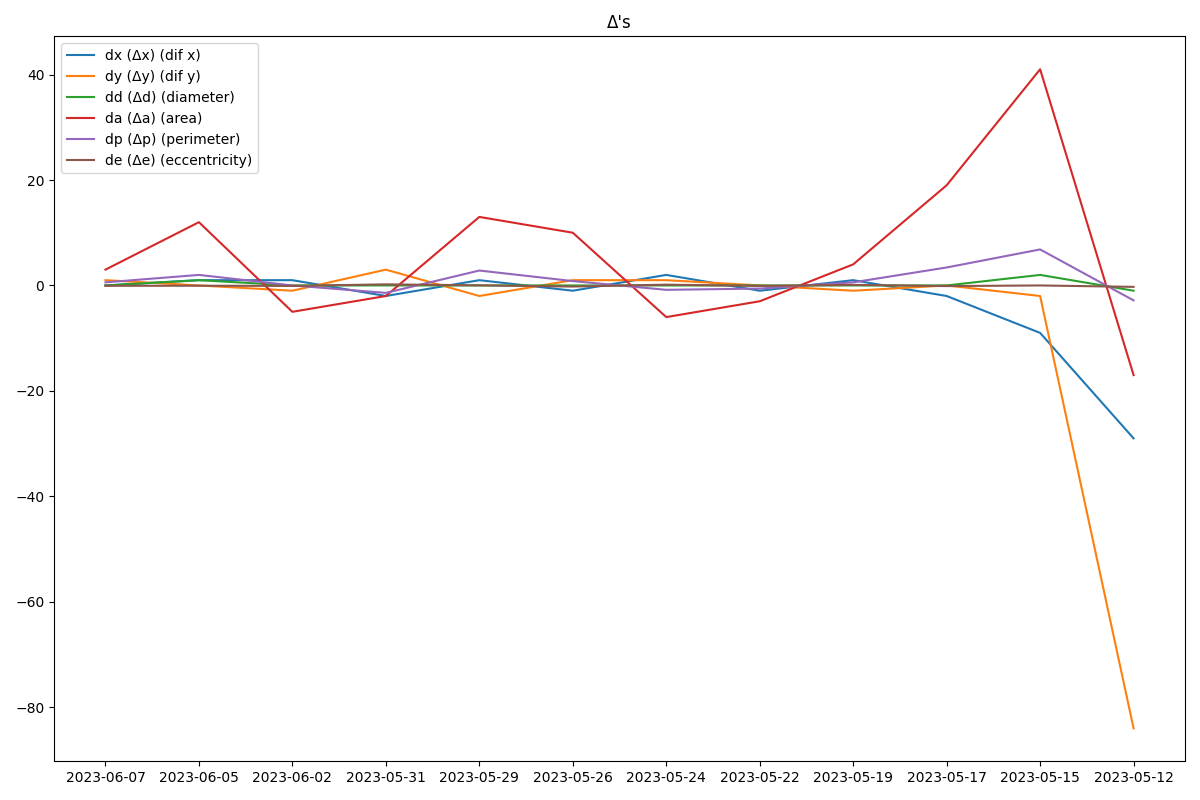 Δ's
dx (Δx) (dif x)
dy (Δy) (dif y)
dd (Δd) (diameter)
da (Δa) (area)
dp (Δp) (perimeter)
de (Δe) (eccentricity)
40
20
0
−20
−40
−60
−80
2023-06-07 2023-06-05 2023-06-02 2023-05-31 2023-05-29 2023-05-26 2023-05-24 2023-05-22 2023-05-19 2023-05-17 2023-05-15 2023-05-12